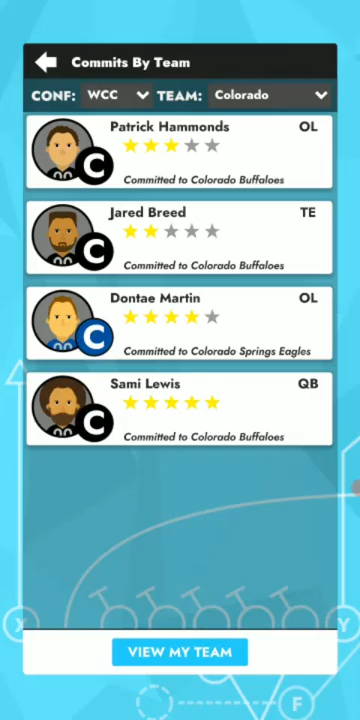 Commits By Team
CONF: WCC TEAM: Colorado
Patrick Hammonds OL
C
Committed to Colorado Buffaloes
Jared Breed TE
C
Committed to Colorado Buffaloes
Dontae Martin OL
C
Committed to Colorado Springs Eagles
Sami Lewis QB
C
Committed to Colorado Buffaloes
X Y
VIEW MY TEAM
F